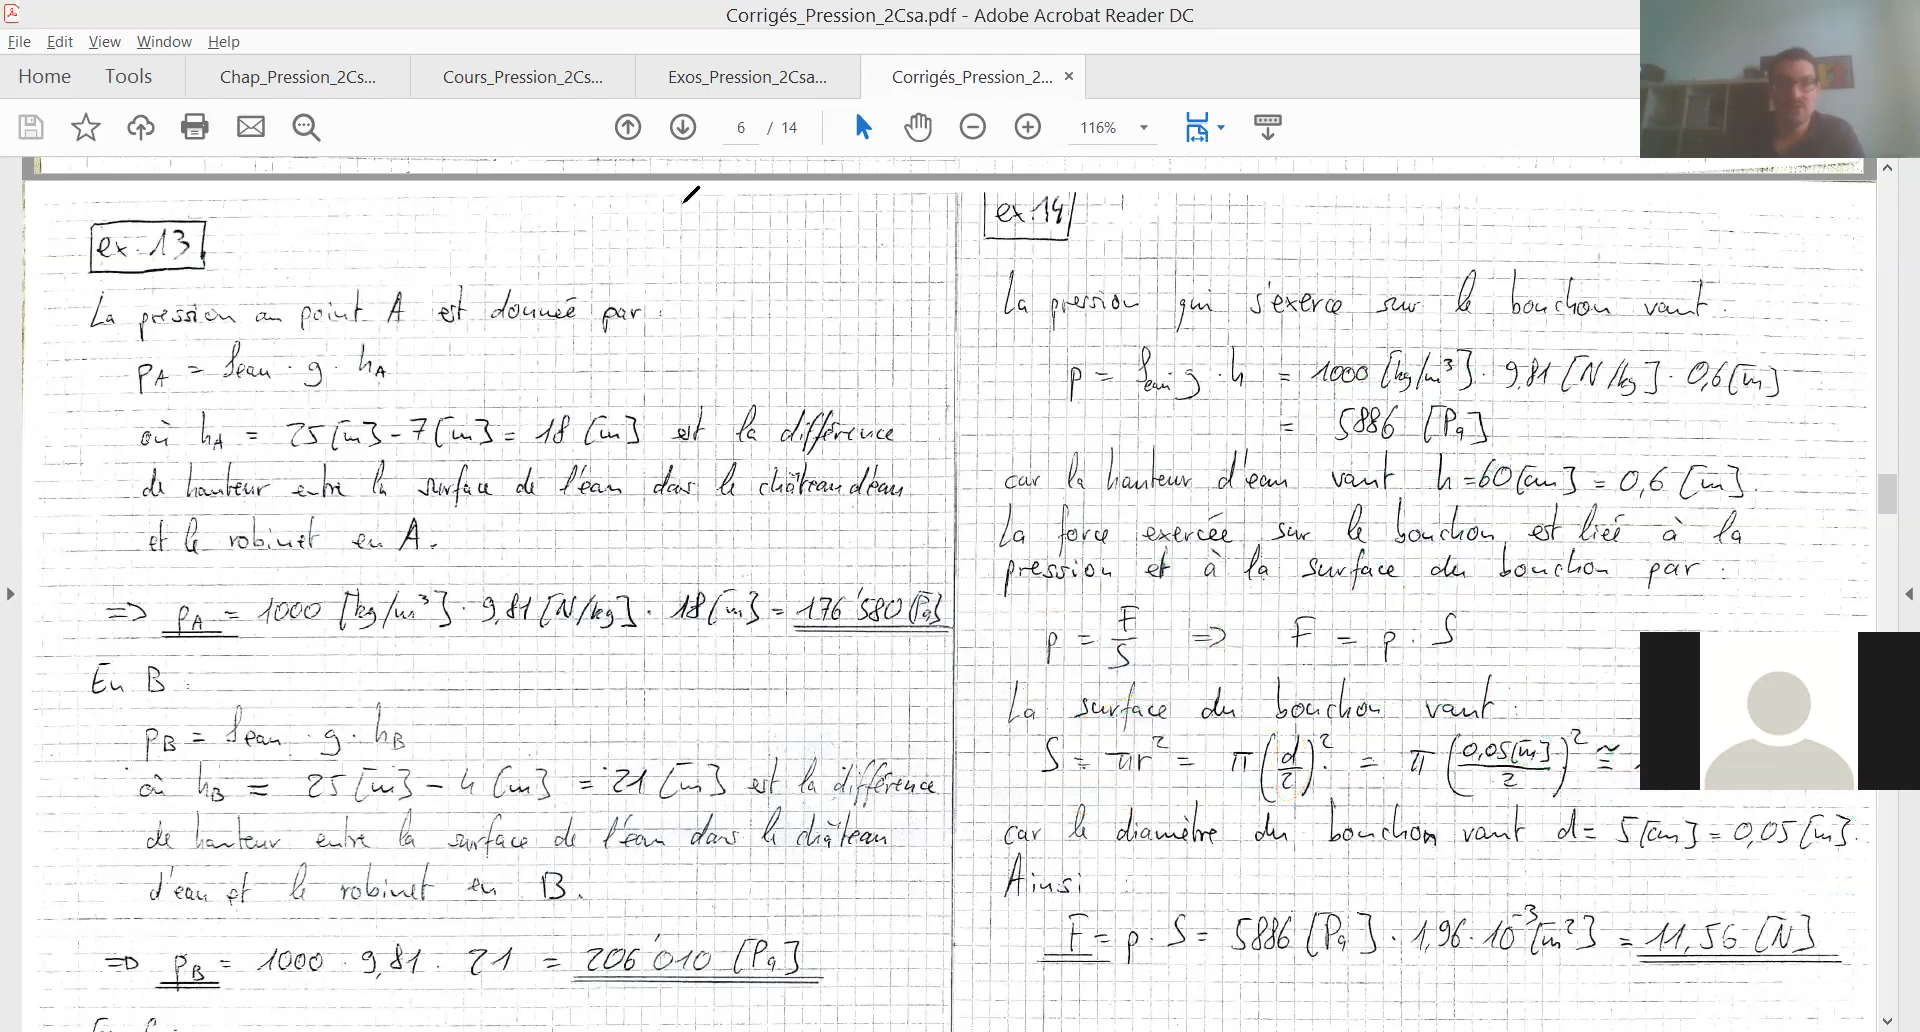 Corrigés_Pression_2Csa.pdf - Adobe Acrobat Reader DC
File Edit View Window Help
Home Tools Chap_Pression_2Cs... Cours_Pression_2Cs... Exos_Pression_2Csa... Corrigés_Pression_2... ×
6 / 14 116%
ex. 13
La pression au point A est donnée par :
pA = ρeau · g · hA
où hA = 25 [m] - 7 [m] = 18 [m] est la différence
de hauteur entre la surface de l'eau dans le château d'eau
et le robinet en A.
=> pA = 1000 [kg/m³] · 9,81 [N/kg] · 18 [m] = 176'580 [Pa]
En B :
pB = ρeau · g · hB
où hB = 25 [m] - 4 [m] = 21 [m] est la différence
de hauteur entre la surface de l'eau dans le château
d'eau et le robinet en B.
=> pB = 1000 · 9,81 · 21 = 206'010 [Pa]
ex. 14
La pression qui s'exerce sur le bouchon vaut :
p = ρeau · g · h = 1000 [kg/m³] · 9,81 [N/kg] · 0,6 [m]
= 5886 [Pa]
car la hauteur d'eau vaut h = 60 [cm] = 0,6 [m].
La force exercée sur le bouchon est liée à la
pression et à la surface du bouchon par :
p = F/S => F = p · S
La surface du bouchon vaut :
S = πr² = π(d/2)² = π(0,05[m]/2)² ≅
car le diamètre du bouchon vaut d = 5 [cm] = 0,05 [m].
Ainsi :
F = p · S = 5886 [Pa] · 1,96 · 10⁻³ [m²] = 11,56 [N]